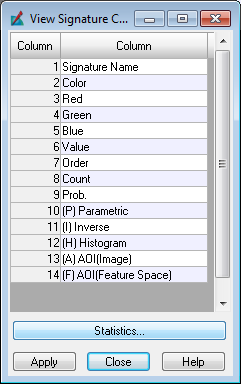 View Signature C...
Column Column
1 Signature Name
2 Color
3 Red
4 Green
5 Blue
6 Value
7 Order
8 Count
9 Prob.
10 (P) Parametric
11 (I) Inverse
12 (H) Histogram
13 (A) AOI(Image)
14 (F) AOI(Feature Space)
Statistics...
Apply Close Help